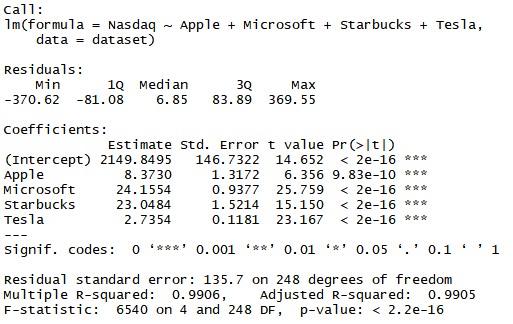 Call:
lm(formula = Nasdaq ~ Apple + Microsoft + Starbucks + Tesla,
    data = dataset)

Residuals:
    Min      1Q  Median      3Q     Max
-370.62  -81.08    6.85   83.89  369.55

Coefficients:
             Estimate Std. Error t value Pr(>|t|)
(Intercept) 2149.8495   146.7322  14.652  < 2e-16 ***
Apple          8.3730     1.3172   6.356 9.83e-10 ***
Microsoft     24.1554     0.9377  25.759  < 2e-16 ***
Starbucks     23.0484     1.5214  15.150  < 2e-16 ***
Tesla          2.7354     0.1181  23.167  < 2e-16 ***
---
Signif. codes:  0 ‘***’ 0.001 ‘**’ 0.01 ‘*’ 0.05 ‘.’ 0.1 ‘ ’ 1

Residual standard error: 135.7 on 248 degrees of freedom
Multiple R-squared:  0.9906,    Adjusted R-squared:  0.9905
F-statistic:  6540 on 4 and 248 DF,  p-value: < 2.2e-16